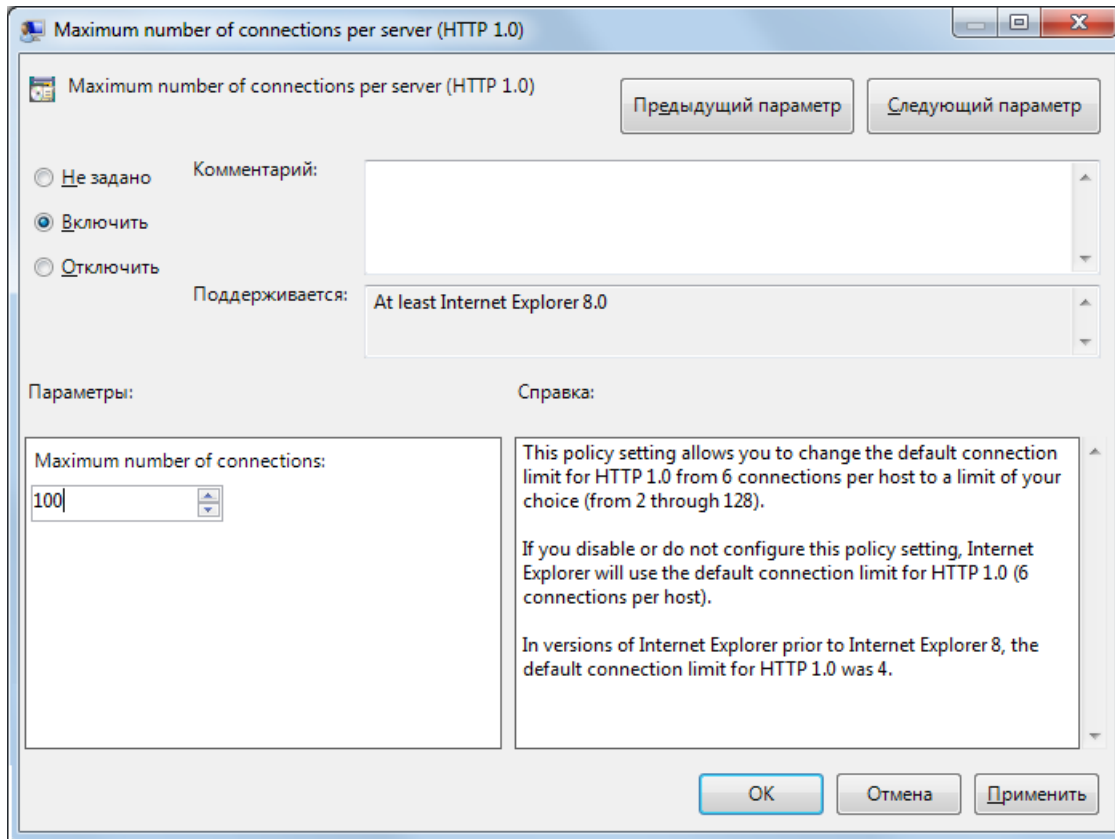 Maximum number of connections per server (HTTP 1.0)
Maximum number of connections per server (HTTP 1.0)
Предыдущий параметр
Следующий параметр
Не задано
Включить
Отключить
Комментарий:
Поддерживается:
At least Internet Explorer 8.0
Параметры:
Справка:
Maximum number of connections:
100
This policy setting allows you to change the default connection
limit for HTTP 1.0 from 6 connections per host to a limit of your
choice (from 2 through 128).
If you disable or do not configure this policy setting, Internet
Explorer will use the default connection limit for HTTP 1.0 (6
connections per host).
In versions of Internet Explorer prior to Internet Explorer 8, the
default connection limit for HTTP 1.0 was 4.
OK
Отмена
Применить